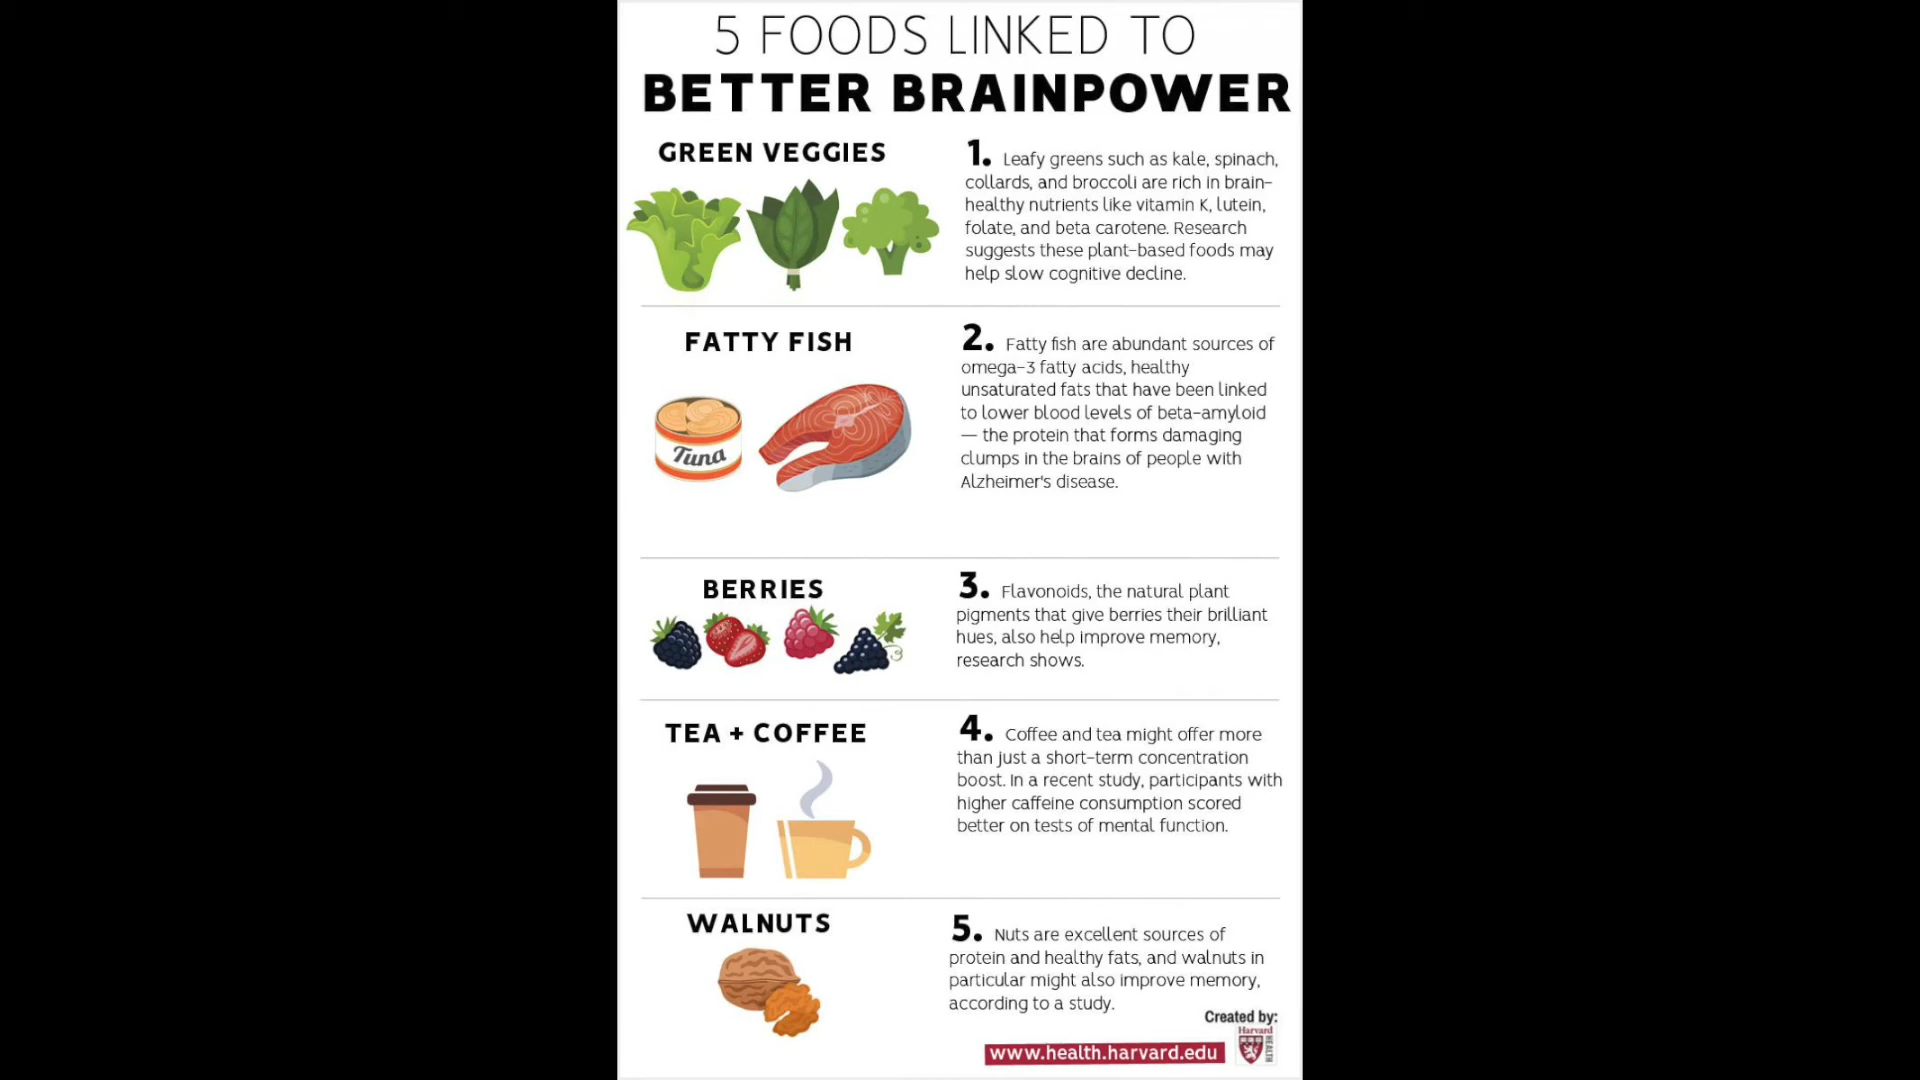 5 FOODS LINKED TO
BETTER BRAINPOWER
GREEN VEGGIES
1. Leafy greens such as kale, spinach,
collards, and broccoli are rich in brain-
healthy nutrients like vitamin K, lutein,
folate, and beta carotene. Research
suggests these plant-based foods may
help slow cognitive decline.
FATTY FISH
Tuna
2. Fatty fish are abundant sources of
omega-3 fatty acids, healthy
unsaturated fats that have been linked
to lower blood levels of beta-amyloid
— the protein that forms damaging
clumps in the brains of people with
Alzheimer's disease.
BERRIES
3. Flavonoids, the natural plant
pigments that give berries their brilliant
hues, also help improve memory,
research shows.
TEA + COFFEE
4. Coffee and tea might offer more
than just a short-term concentration
boost. In a recent study, participants with
higher caffeine consumption scored
better on tests of mental function.
WALNUTS
5. Nuts are excellent sources of
protein and healthy fats, and walnuts in
particular might also improve memory,
according to a study.
Created by:
Harvard
HEALTH
www.health.harvard.edu